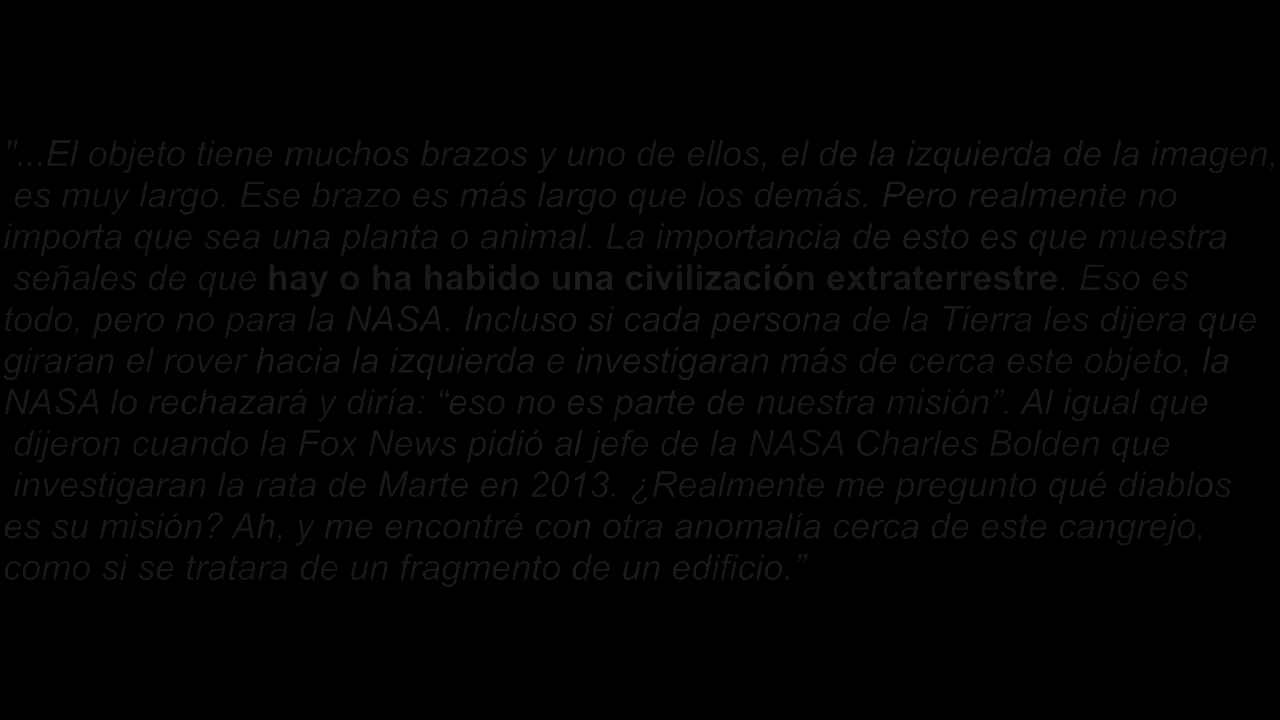 "...El objeto tiene muchos brazos y uno de ellos, el de la izquierda de la imagen,
es muy largo. Ese brazo es más largo que los demás. Pero realmente no
importa que sea una planta o animal. La importancia de esto es que muestra
señales de que hay o ha habido una civilización extraterrestre. Eso es
todo, pero no para la NASA. Incluso si cada persona de la Tierra les dijera que
giraran el rover hacia la izquierda e investigaran más de cerca este objeto, la
NASA lo rechazará y diría: “eso no es parte de nuestra misión”. Al igual que
dijeron cuando la Fox News pidió al jefe de la NASA Charles Bolden que
investigaran la rata de Marte en 2013. ¿Realmente me pregunto qué diablos
es su misión? Ah, y me encontré con otra anomalía cerca de este cangrejo,
como si se tratara de un fragmento de un edificio.”